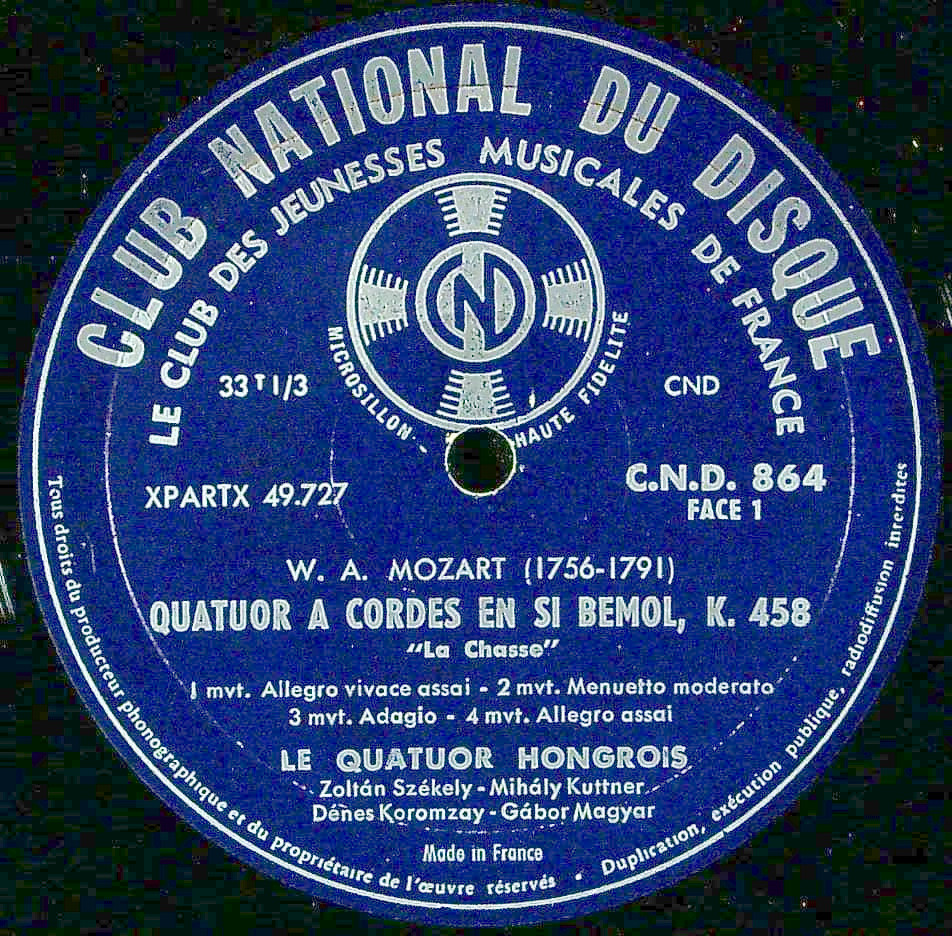 CLUB NATIONAL DU DISQUE
LE CLUB DES JEUNESSES MUSICALES DE FRANCE
N
MICROSILLON
HAUTE FIDELITE
33 T 1/3
CND
XPARTX 49.727
C.N.D. 864
FACE 1
W. A. MOZART (1756-1791)
QUATUOR A CORDES EN SI BEMOL, K. 458
"La Chasse"
1 mvt. Allegro vivace assai - 2 mvt. Menuetto moderato
3 mvt. Adagio - 4 mvt. Allegro assai
LE QUATUOR HONGROIS
Zoltán Székely - Mihály Kuttner
Dénes Koromzay - Gábor Magyar
Made in France
Tous droits du producteur phonographique et du propriétaire de l'œuvre réservés • Duplication, exécution publique, radiodiffusion interdites